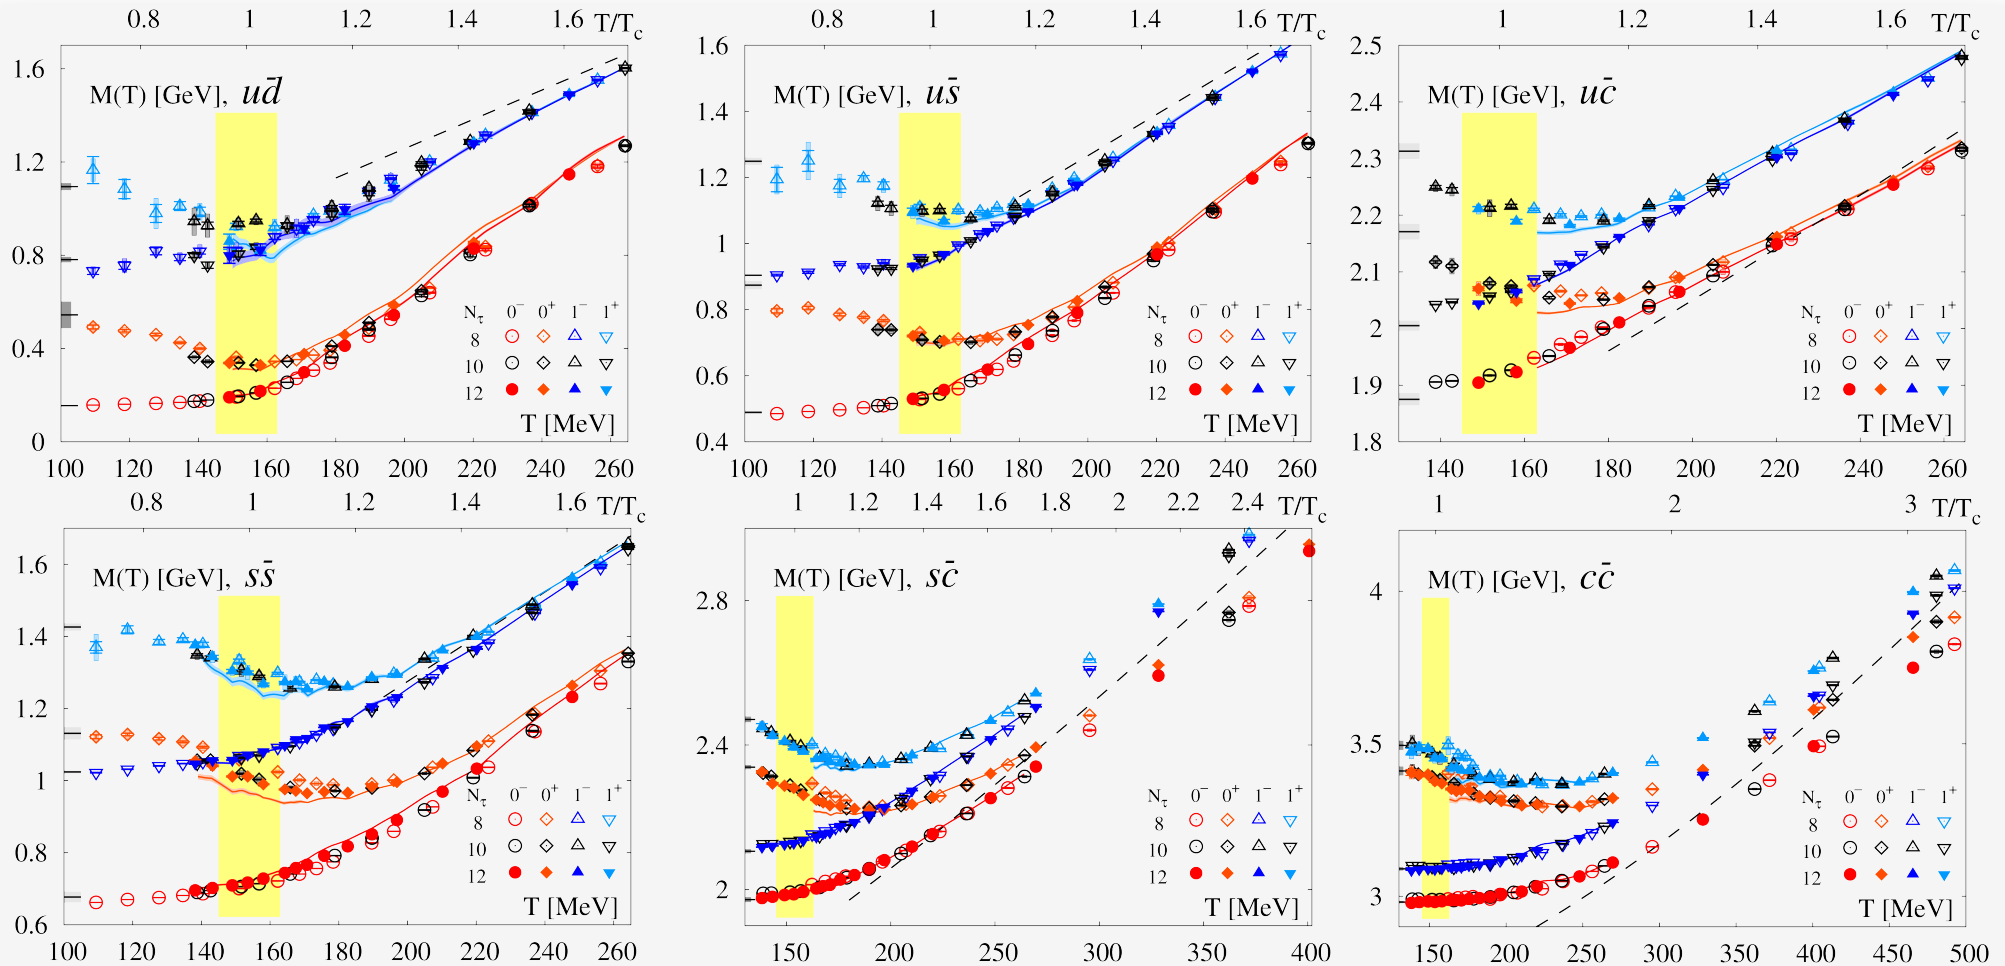 0.8 1 1.2 1.4 1.6 T/Tc
M(T) [GeV], ud̄
1.6
1.2
0.8
0.4
0
Nτ 0⁻ 0⁺ 1⁻ 1⁺
8
10
12
T [MeV]
100 120 140 160 180 200 220 240 260
0.8 1 1.2 1.4 1.6 T/Tc
1.6
M(T) [GeV], us̄
1.4
1.2
1
0.8
0.6
0.4
Nτ 0⁻ 0⁺ 1⁻ 1⁺
8
10
12
T [MeV]
100 120 140 160 180 200 220 240 260
1 1.2 1.4 1.6 T/Tc
2.5
M(T) [GeV], uc̄
2.4
2.3
2.2
2.1
2
1.9
1.8
Nτ 0⁻ 0⁺ 1⁻ 1⁺
8
10
12
T [MeV]
140 160 180 200 220 240 260
0.8 1 1.2 1.4 1.6 T/Tc
M(T) [GeV], ss̄
1.6
1.4
1.2
1
0.8
0.6
Nτ 0⁻ 0⁺ 1⁻ 1⁺
8
10
12
T [MeV]
100 120 140 160 180 200 220 240 260
1 1.2 1.4 1.6 1.8 2 2.2 2.4 T/Tc
M(T) [GeV], sc̄
2.8
2.4
2
Nτ 0⁻ 0⁺ 1⁻ 1⁺
8
10
12
T [MeV]
150 200 250 300 350 400
1 2 3 T/Tc
M(T) [GeV], cc̄
4
3.5
3
Nτ 0⁻ 0⁺ 1⁻ 1⁺
8
10
12
T [MeV]
150 200 250 300 350 400 450 500